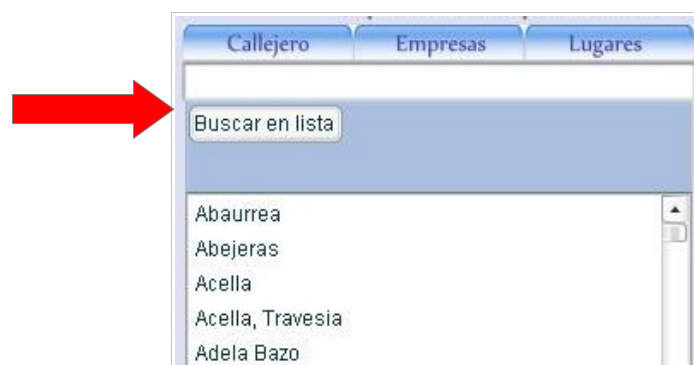 Callejero Empresas Lugares
Buscar en lista
Abaurrea
Abejeras
Acella
Acella, Travesia
Adela Bazo